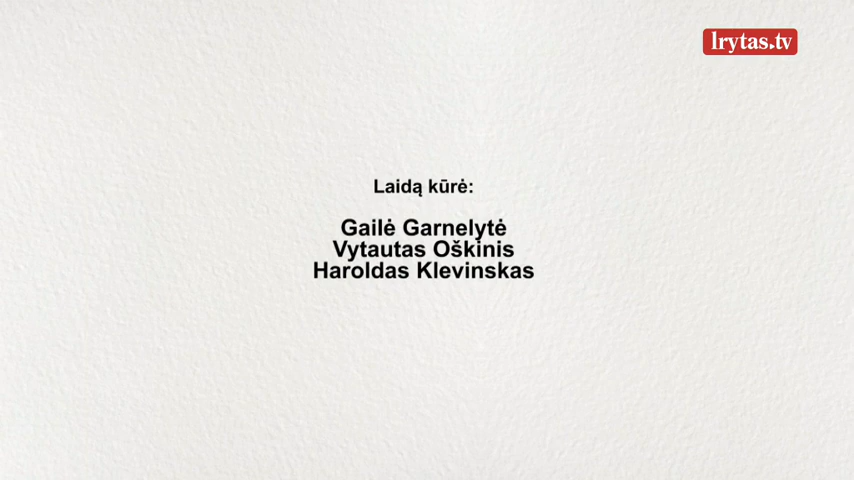 lrytas.tv
Laidą kūrė:
Gailė Garnelytė
Vytautas Oškinis
Haroldas Klevinskas